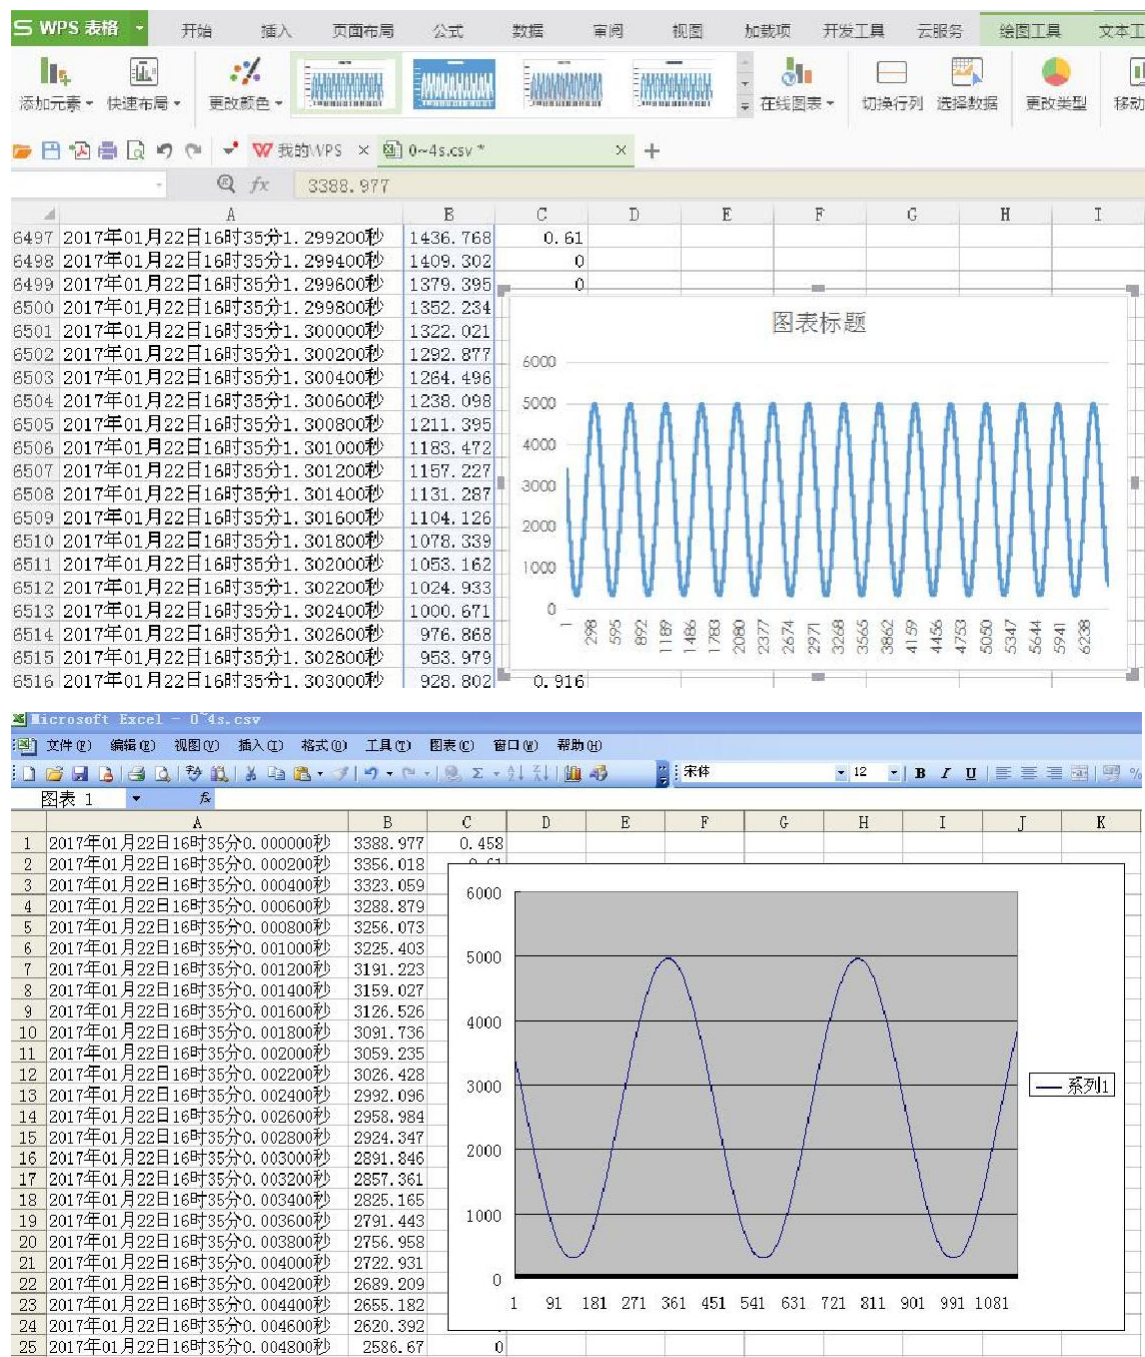 WPS 表格 开始 插入 页面布局 公式 数据 审阅 视图 加载项 开发工具 云服务 绘图工具 文本工
添加元素 快速布局 更改颜色 在线图表 切换行列 选择数据 更改类型 移动
我的WPS × 0~4s.csv * × +
fx 3388.977
A B C D E F G H I
6497 2017年01月22日16时35分1.299200秒 1436.768 0.61
6498 2017年01月22日16时35分1.299400秒 1409.302 0
6499 2017年01月22日16时35分1.299600秒 1379.395 0
6500 2017年01月22日16时35分1.299800秒 1352.234
6501 2017年01月22日16时35分1.300000秒 1322.021
6502 2017年01月22日16时35分1.300200秒 1292.877
6503 2017年01月22日16时35分1.300400秒 1264.496
6504 2017年01月22日16时35分1.300600秒 1238.098
6505 2017年01月22日16时35分1.300800秒 1211.395
6506 2017年01月22日16时35分1.301000秒 1183.472
6507 2017年01月22日16时35分1.301200秒 1157.227
6508 2017年01月22日16时35分1.301400秒 1131.287
6509 2017年01月22日16时35分1.301600秒 1104.126
6510 2017年01月22日16时35分1.301800秒 1078.339
6511 2017年01月22日16时35分1.302000秒 1053.162
6512 2017年01月22日16时35分1.302200秒 1024.933
6513 2017年01月22日16时35分1.302400秒 1000.671
6514 2017年01月22日16时35分1.302600秒 976.868
6515 2017年01月22日16时35分1.302800秒 953.979
6516 2017年01月22日16时35分1.303000秒 928.802 0.916
图表标题
6000
5000
4000
3000
2000
1000
0
1 298 595 892 1189 1486 1783 2080 2377 2674 2971 3268 3565 3862 4159 4456 4753 5050 5347 5644 5941 6238
Microsoft Excel - 0~4s.csv
文件(F) 编辑(E) 视图(V) 插入(I) 格式(O) 工具(T) 图表(C) 窗口(W) 帮助(H)
宋体 12 B I U %
图表 1 fx
A B C D E F G H I J K
1 2017年01月22日16时35分0.000000秒 3388.977 0.458
2 2017年01月22日16时35分0.000200秒 3356.018 0.61
3 2017年01月22日16时35分0.000400秒 3323.059
4 2017年01月22日16时35分0.000600秒 3288.879
5 2017年01月22日16时35分0.000800秒 3256.073
6 2017年01月22日16时35分0.001000秒 3225.403
7 2017年01月22日16时35分0.001200秒 3191.223
8 2017年01月22日16时35分0.001400秒 3159.027
9 2017年01月22日16时35分0.001600秒 3126.526
10 2017年01月22日16时35分0.001800秒 3091.736
11 2017年01月22日16时35分0.002000秒 3059.235
12 2017年01月22日16时35分0.002200秒 3026.428
13 2017年01月22日16时35分0.002400秒 2992.096
14 2017年01月22日16时35分0.002600秒 2958.984
15 2017年01月22日16时35分0.002800秒 2924.347
16 2017年01月22日16时35分0.003000秒 2891.846
17 2017年01月22日16时35分0.003200秒 2857.361
18 2017年01月22日16时35分0.003400秒 2825.165
19 2017年01月22日16时35分0.003600秒 2791.443
20 2017年01月22日16时35分0.003800秒 2756.958
21 2017年01月22日16时35分0.004000秒 2722.931
22 2017年01月22日16时35分0.004200秒 2689.209
23 2017年01月22日16时35分0.004400秒 2655.182
24 2017年01月22日16时35分0.004600秒 2620.392
25 2017年01月22日16时35分0.004800秒 2586.67 0
6000
5000
4000
3000
2000
1000
0
1 91 181 271 361 451 541 631 721 811 901 991 1081
系列1